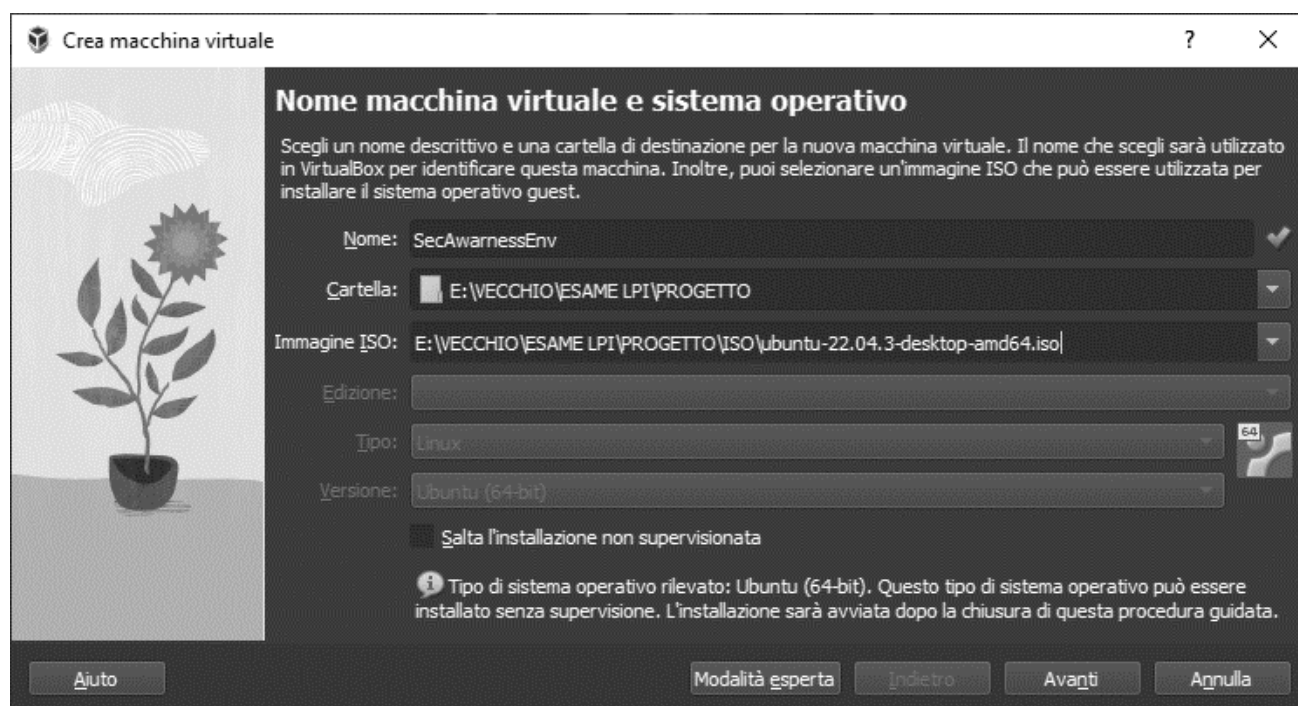 Crea macchina virtuale
?
Nome macchina virtuale e sistema operativo
Scegli un nome descrittivo e una cartella di destinazione per la nuova macchina virtuale. Il nome che scegli sarà utilizzato
in VirtualBox per identificare questa macchina. Inoltre, puoi selezionare un'immagine ISO che può essere utilizzata per
installare il sistema operativo guest.
Nome: SecAwarnessEnv
Cartella: E:\VECCHIO\ESAME LPI\PROGETTO
Immagine ISO: E:\VECCHIO\ESAME LPI\PROGETTO\ISO\ubuntu-22.04.3-desktop-amd64.iso
Edizione:
Tipo: Linux 64
Versione: Ubuntu (64-bit)
Salta l'installazione non supervisionata
Tipo di sistema operativo rilevato: Ubuntu (64-bit). Questo tipo di sistema operativo può essere
installato senza supervisione. L'installazione sarà avviata dopo la chiusura di questa procedura guidata.
Aiuto Modalità esperta Indietro Avanti Annulla